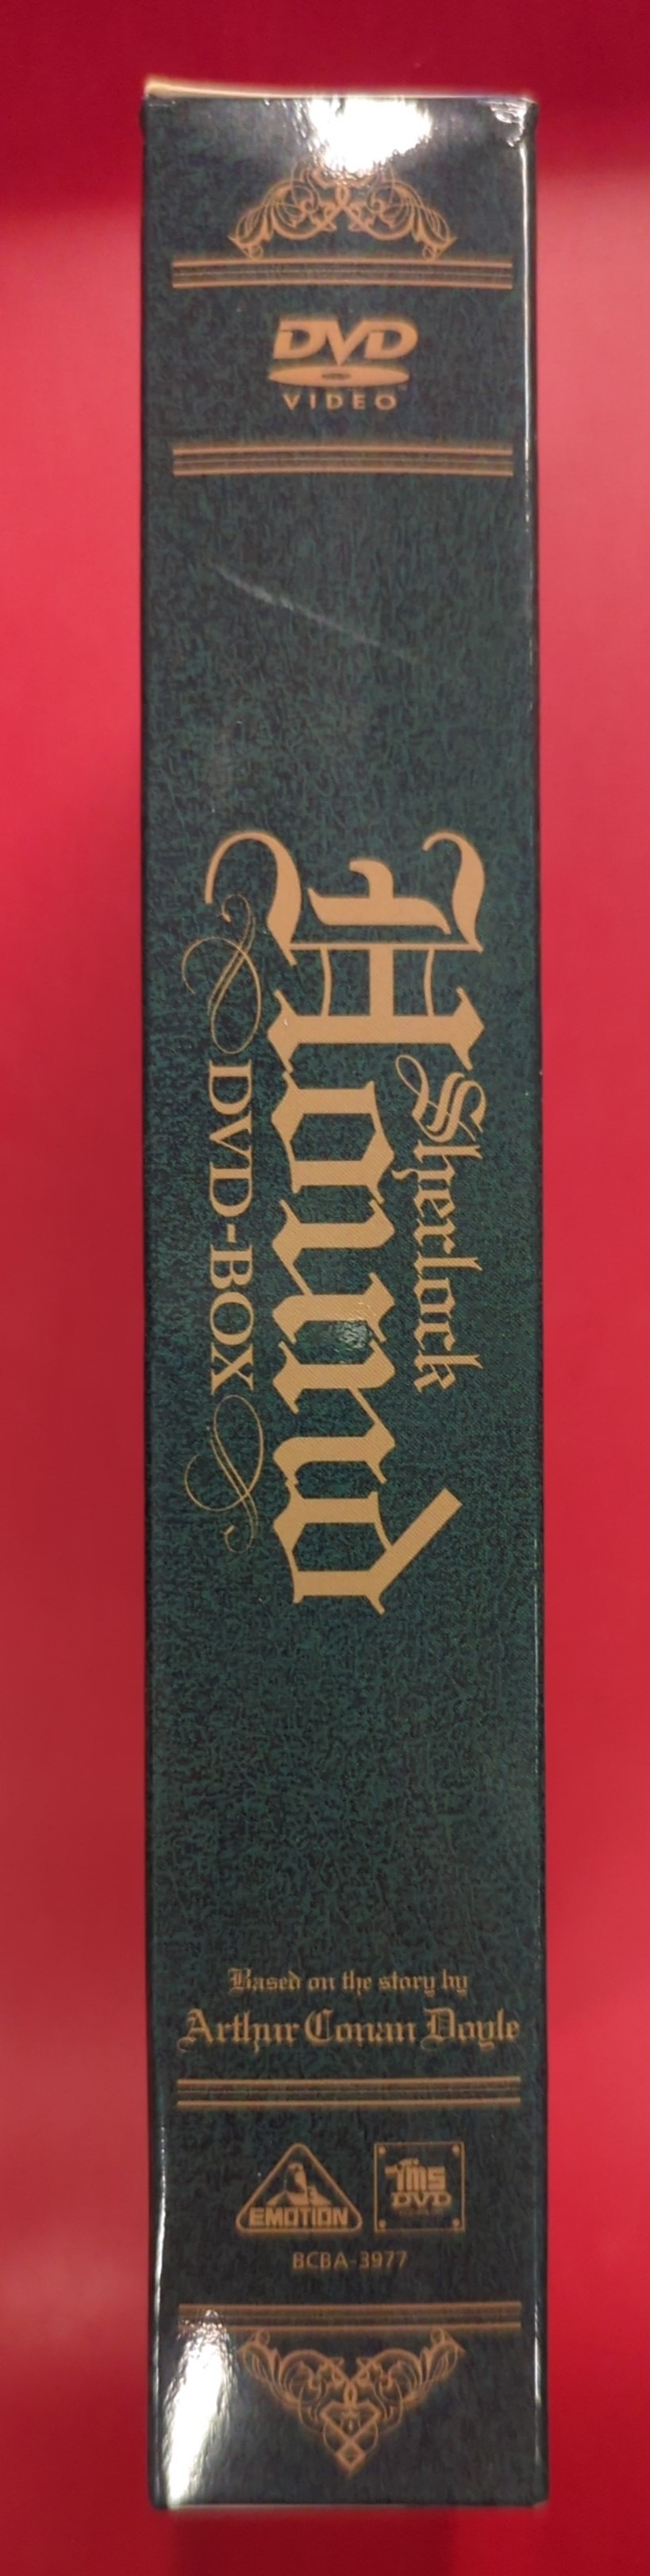 DVD
VIDEO
Sherlock
Hound
DVD-BOX
Based on the story by
Arthur Conan Doyle
EMOTION
TMS
DVD
BCBA-3977